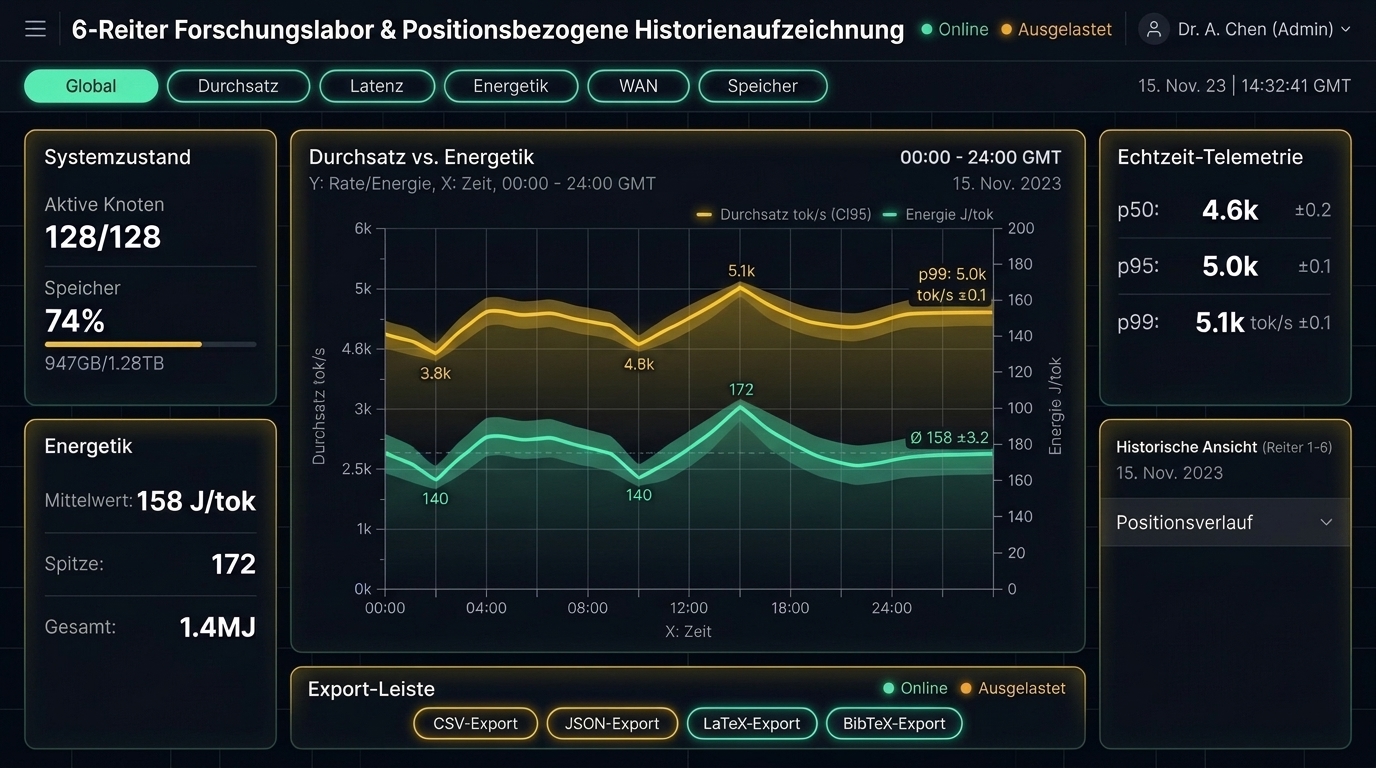 6-Reiter Forschungslabor & Positionsbezogene Historienaufzeichnung
Online
Ausgelastet
Dr. A. Chen (Admin)
Global
Durchsatz
Latenz
Energetik
WAN
Speicher
15. Nov. 23 | 14:32:41 GMT
Systemzustand
Aktive Knoten
128/128
Speicher
74%
947GB/1.28TB
Energetik
Mittelwert: 158 J/tok
Spitze: 172
Gesamt: 1.4MJ
Durchsatz vs. Energetik
00:00 - 24:00 GMT
Y: Rate/Energie, X: Zeit, 00:00 - 24:00 GMT
15. Nov. 2023
Durchsatz tok/s (CI95)
Energie J/tok
6k
5k
4.8k
3k
2.5k
1k
0k
Durchsatz tok/s
200
180
160
140
120
100
180
160
140
20
0
Energie J/tok
5.1k
p99: 5.0k
tok/s ±0.1
3.8k
4.8k
172
Ø 158 ±3.2
140
140
00:00
04:00
08:00
12:00
18:00
24:00
X: Zeit
Export-Leiste
Online
Ausgelastet
CSV-Export
JSON-Export
LaTeX-Export
BibTeX-Export
Echtzeit-Telemetrie
p50: 4.6k ±0.2
p95: 5.0k ±0.1
p99: 5.1k tok/s ±0.1
Historische Ansicht (Reiter 1-6)
15. Nov. 2023
Positionsverlauf